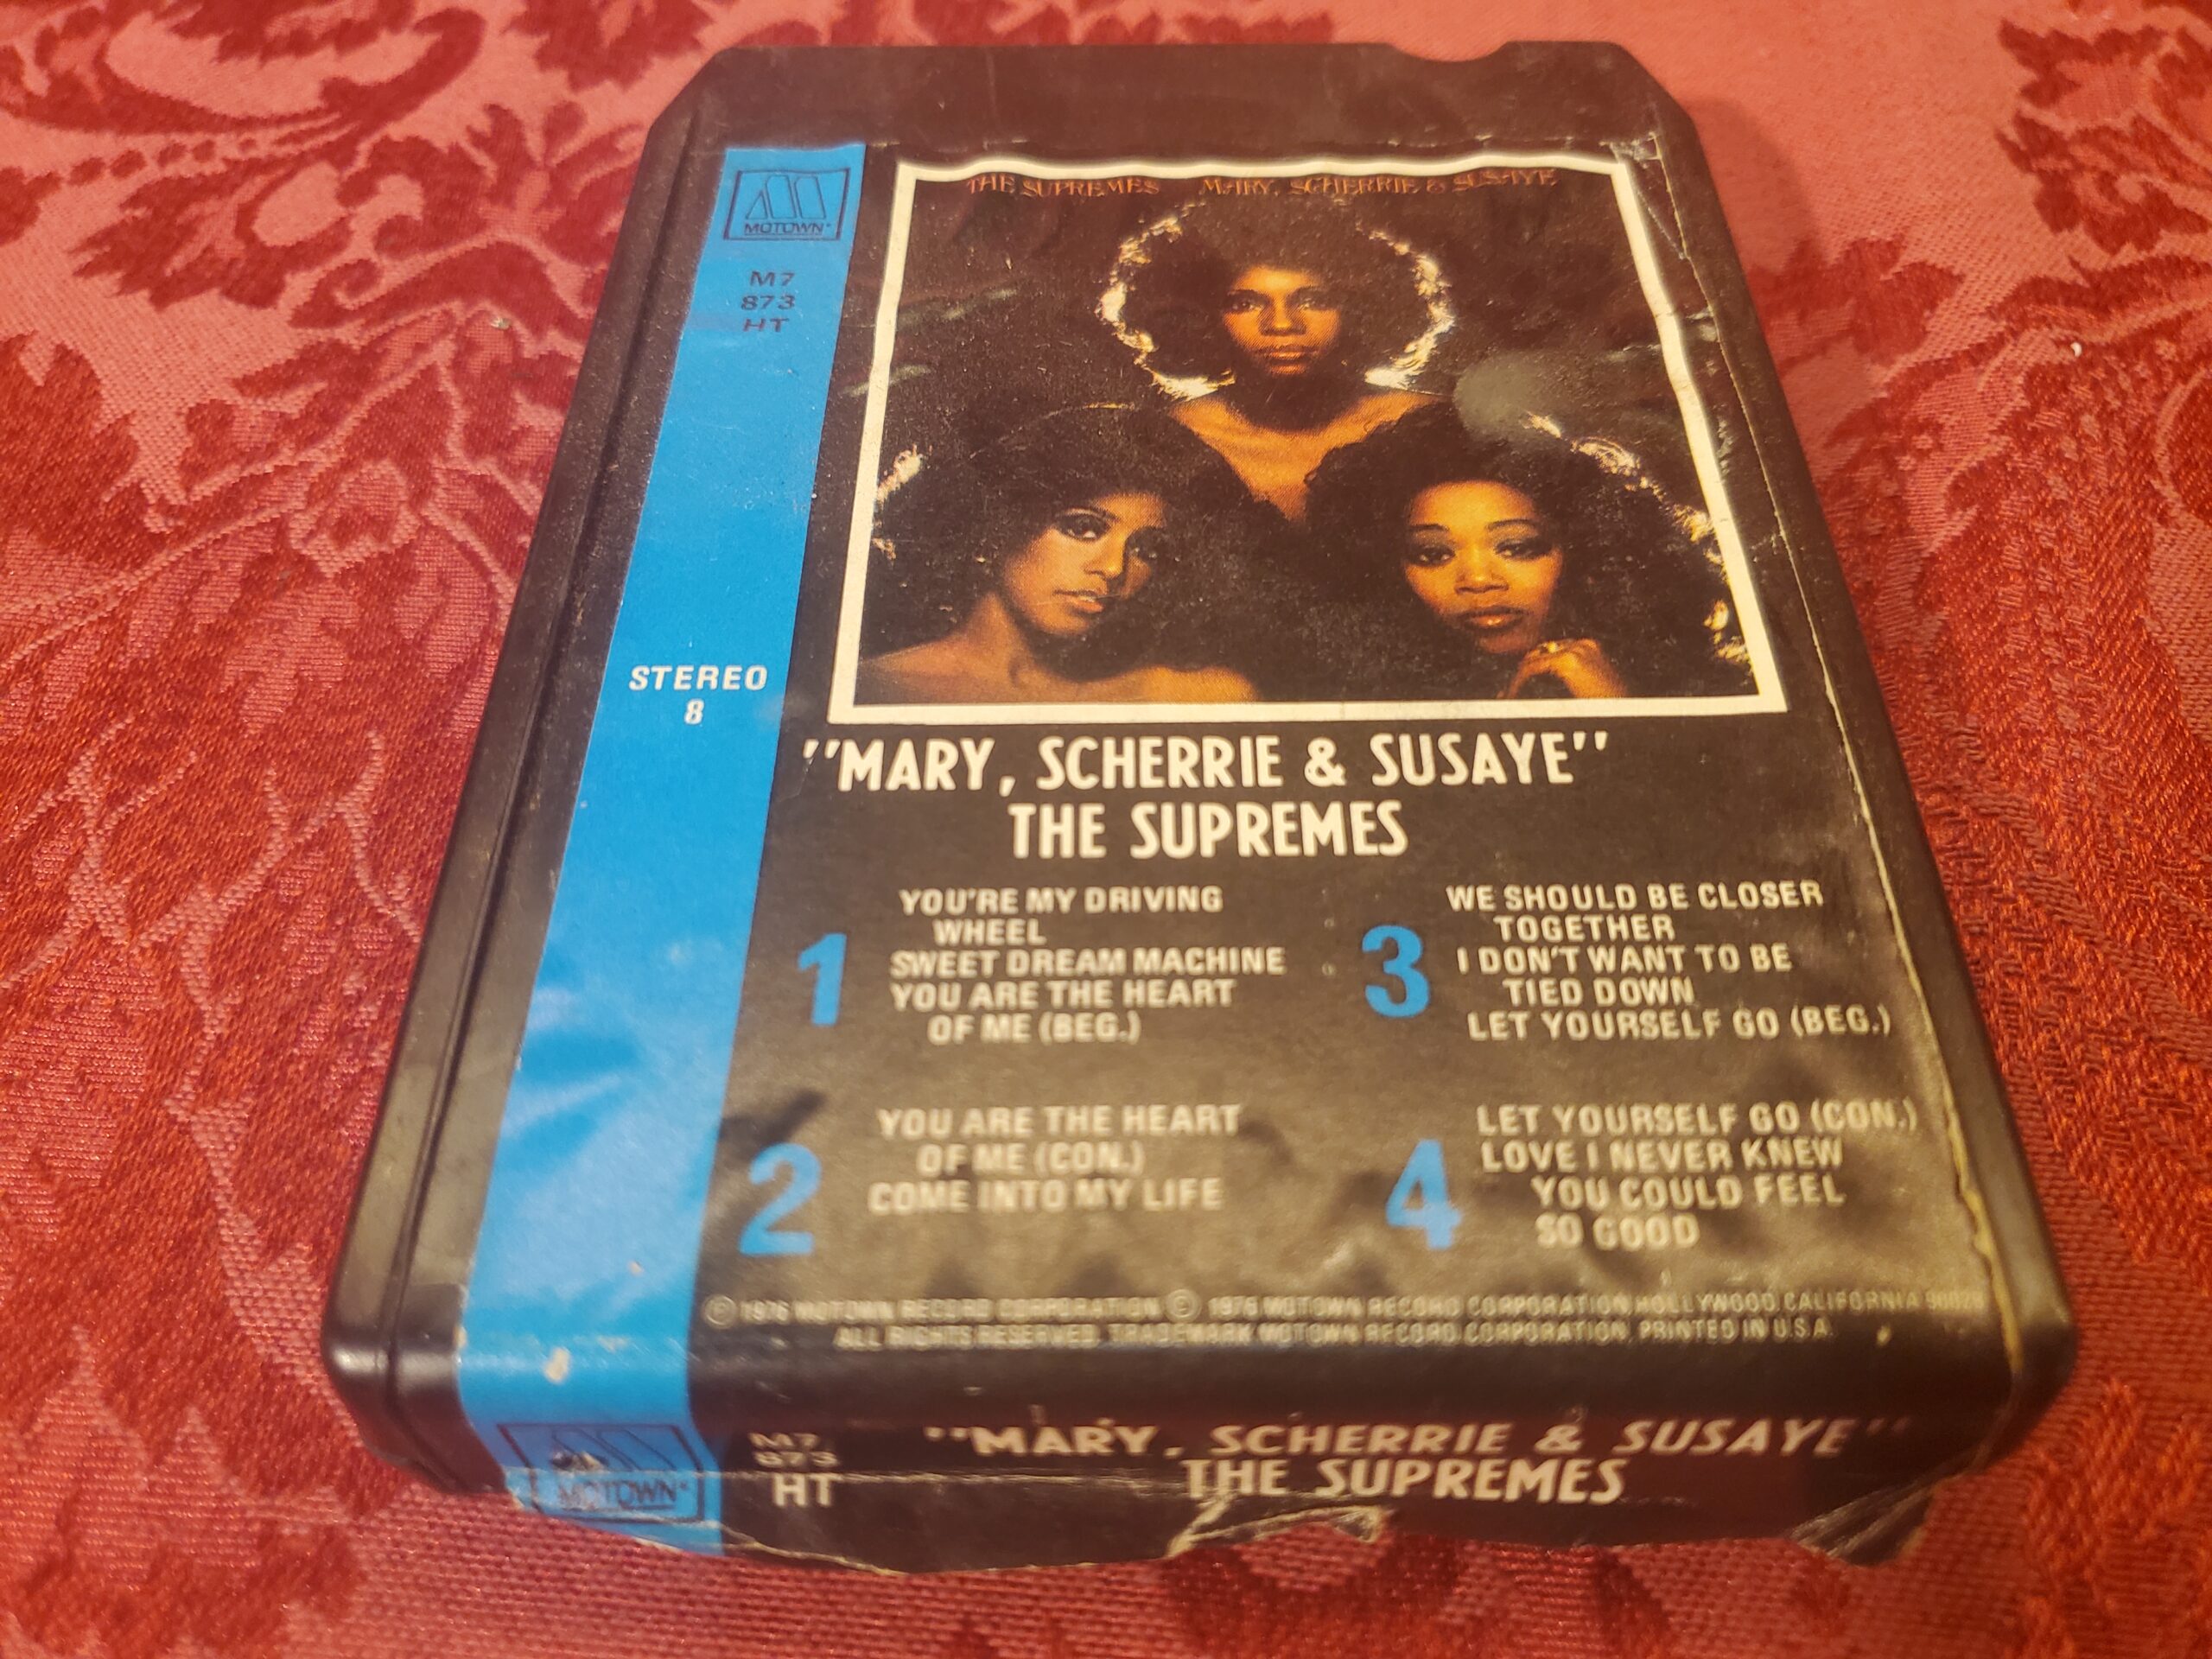 MOTOWN®
M7
873
HT
STEREO
8
THE SUPREMES MARY, SCHERRIE & SUSAYE
"MARY, SCHERRIE & SUSAYE"
THE SUPREMES
1
YOU'RE MY DRIVING
WHEEL
SWEET DREAM MACHINE
YOU ARE THE HEART
OF ME (BEG.)
2
YOU ARE THE HEART
OF ME (CON.)
COME INTO MY LIFE
3
WE SHOULD BE CLOSER
TOGETHER
I DON'T WANT TO BE
TIED DOWN
LET YOURSELF GO (BEG.)
4
LET YOURSELF GO (CON.)
LOVE I NEVER KNEW
YOU COULD FEEL
SO GOOD
Ⓟ 1976 MOTOWN RECORD CORPORATION © 1976 MOTOWN RECORD CORPORATION, HOLLYWOOD, CALIFORNIA
ALL RIGHTS RESERVED. TRADEMARK MOTOWN RECORD CORPORATION, PRINTED IN U.S.A.
MOTOWN®
M7
873
HT
"MARY, SCHERRIE & SUSAYE"
THE SUPREMES